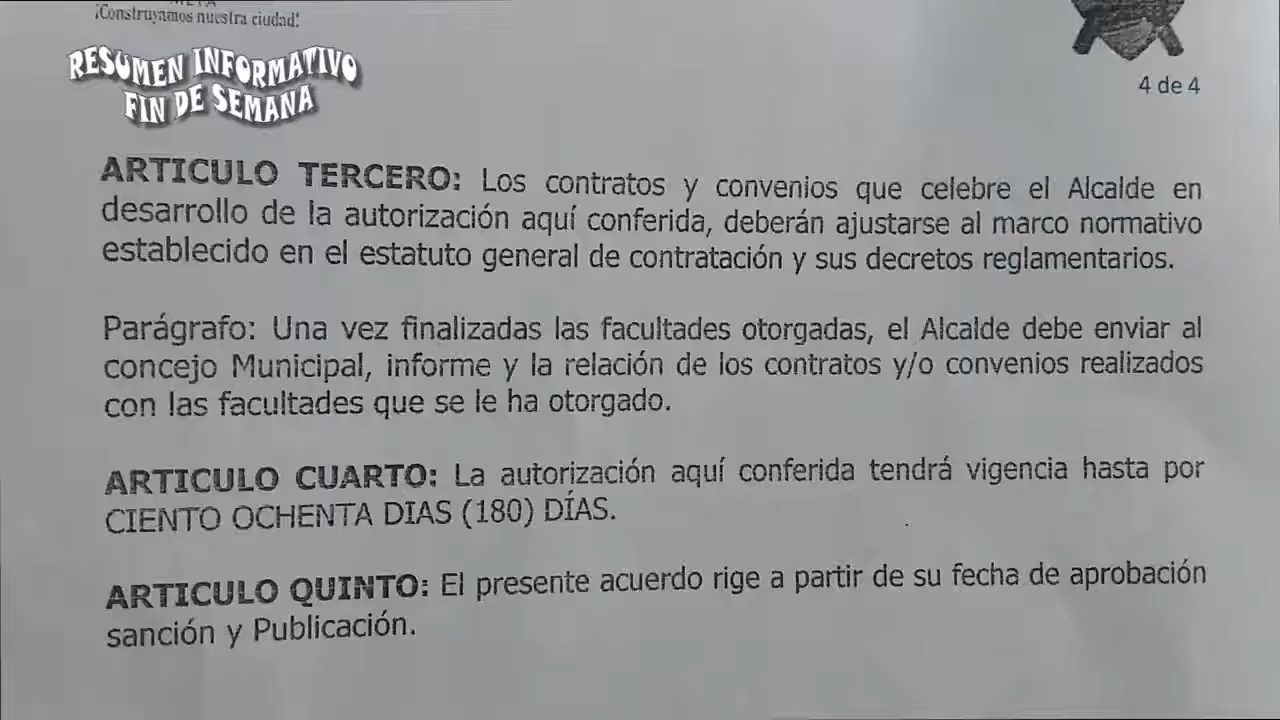 ¡Construyamos nuestra ciudad!
RESUMEN INFORMATIVO
FIN DE SEMANA
4 de 4
ARTICULO TERCERO: Los contratos y convenios que celebre el Alcalde en
desarrollo de la autorización aquí conferida, deberán ajustarse al marco normativo
establecido en el estatuto general de contratación y sus decretos reglamentarios.
Parágrafo: Una vez finalizadas las facultades otorgadas, el Alcalde debe enviar al
concejo Municipal, informe y la relación de los contratos y/o convenios realizados
con las facultades que se le ha otorgado.
ARTICULO CUARTO: La autorización aquí conferida tendrá vigencia hasta por
CIENTO OCHENTA DIAS (180) DÍAS.
ARTICULO QUINTO: El presente acuerdo rige a partir de su fecha de aprobación
sanción y Publicación.